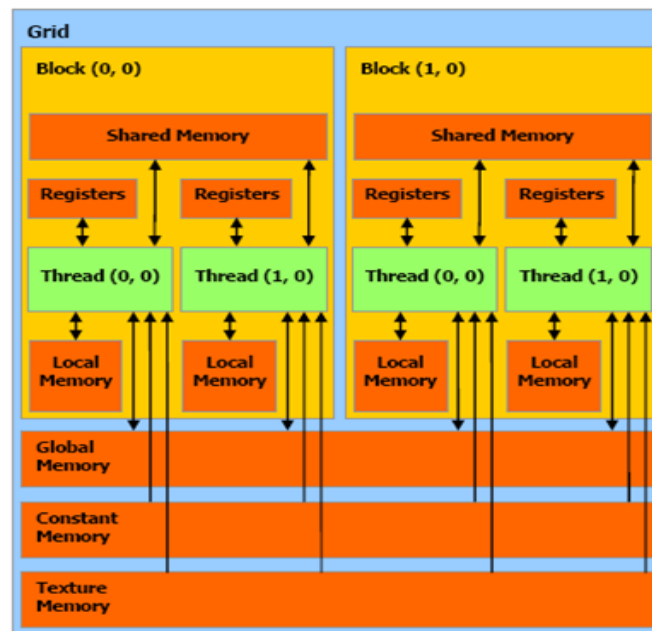 Grid
Block (0, 0)
Block (1, 0)
Shared Memory
Shared Memory
Registers
Registers
Registers
Registers
Thread (0, 0)
Thread (1, 0)
Thread (0, 0)
Thread (1, 0)
Local
Memory
Local
Memory
Local
Memory
Local
Memory
Global
Memory
Constant
Memory
Texture
Memory